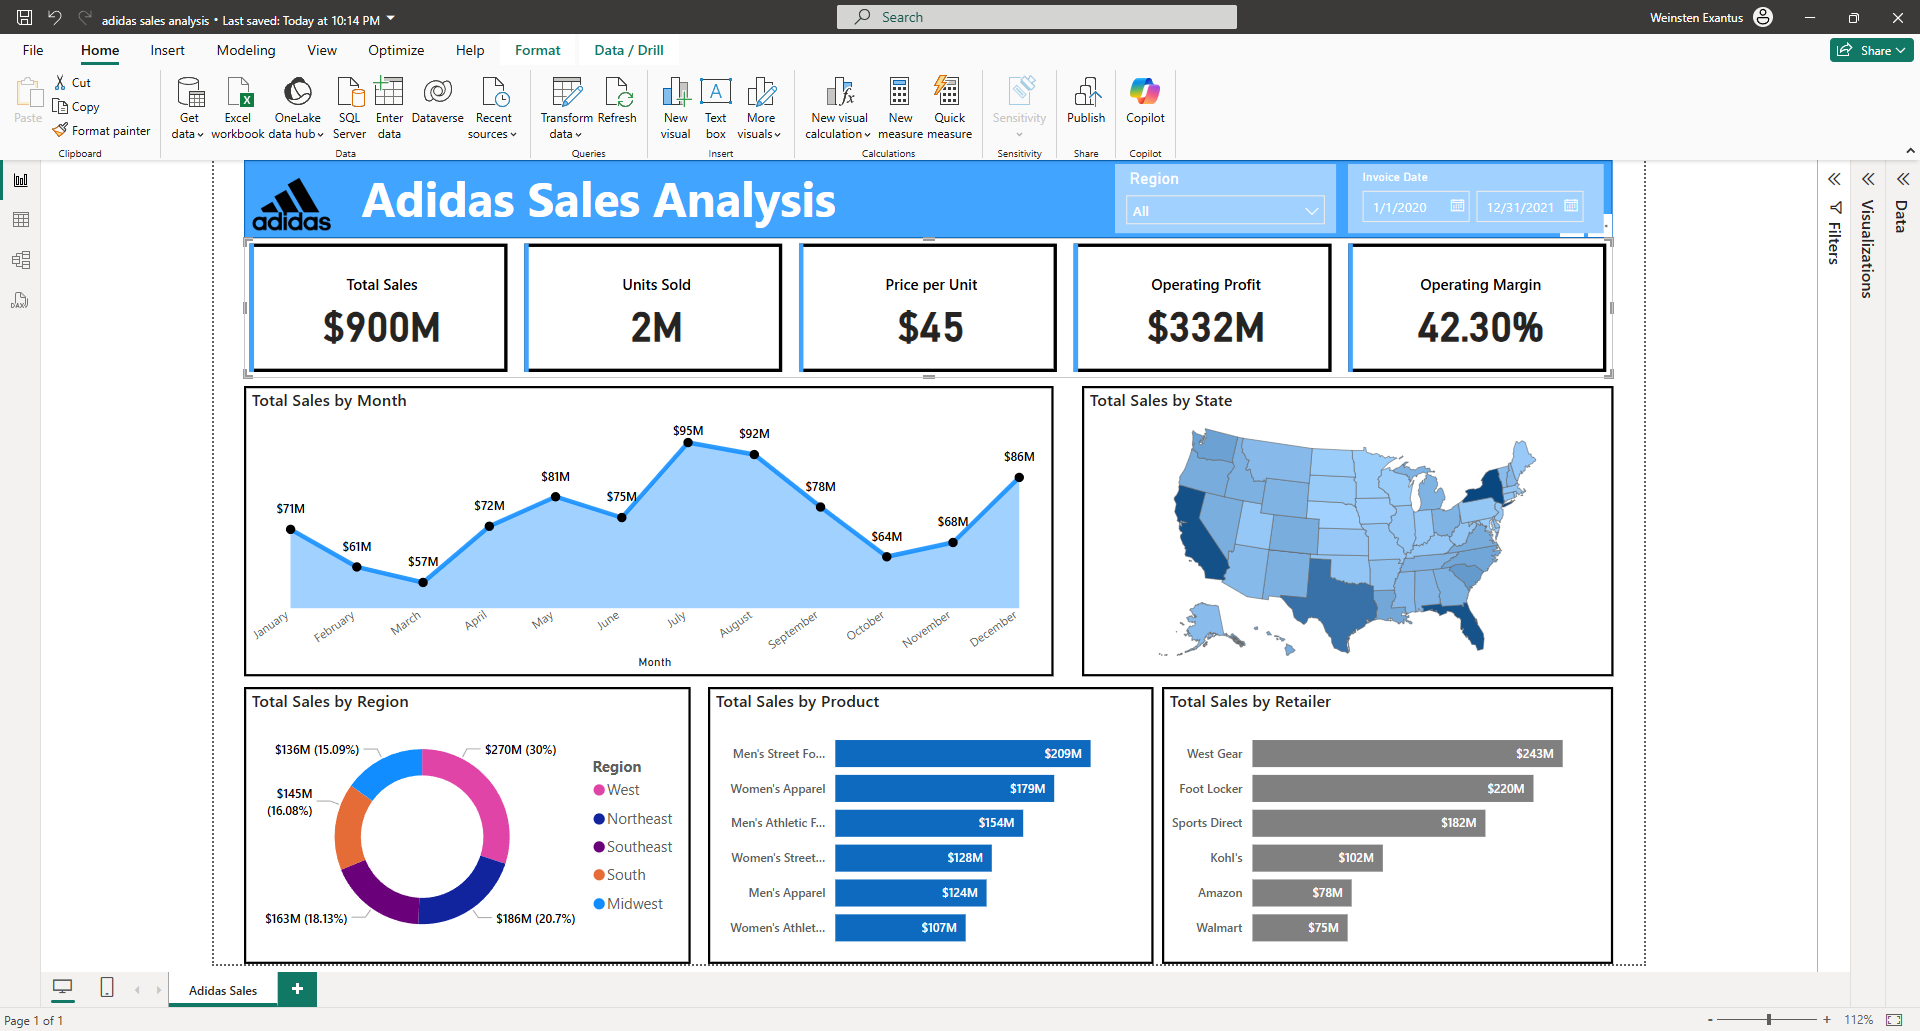 adidas sales analysis • Last saved: Today at 10:14 PM
Search
Weinsten Exantus
File Home Insert Modeling View Optimize Help Format Data / Drill
Share
Paste
Cut
Copy
Format painter
Clipboard
Get data
Excel workbook
OneLake data hub
SQL Server
Enter data
Dataverse
Recent sources
Data
Transform data
Refresh
Queries
New visual
Text box
More visuals
Insert
New visual calculation
New measure
Quick measure
Calculations
Sensitivity
Sensitivity
Publish
Share
Copilot
Copilot
adidas
Adidas Sales Analysis
Region
All
Invoice Date
1/1/2020
12/31/2021
Filters
Visualizations
Data
DAX
Total Sales
$900M
Units Sold
2M
Price per Unit
$45
Operating Profit
$332M
Operating Margin
42.30%
Total Sales by Month
$71M
$61M
$57M
$72M
$81M
$75M
$95M
$92M
$78M
$64M
$68M
$86M
January February March April May June July August September October November December
Month
Total Sales by State
Total Sales by Region
$136M (15.09%)
$270M (30%)
$145M
(16.08%)
$163M (18.13%)
$186M (20.7%)
Region
West
Northeast
Southeast
South
Midwest
Total Sales by Product
Men's Street Fo... $209M
Women's Apparel $179M
Men's Athletic F... $154M
Women's Street... $128M
Men's Apparel $124M
Women's Athlet... $107M
Total Sales by Retailer
West Gear $243M
Foot Locker $220M
Sports Direct $182M
Kohl's $102M
Amazon $78M
Walmart $75M
Adidas Sales
Page 1 of 1
112%